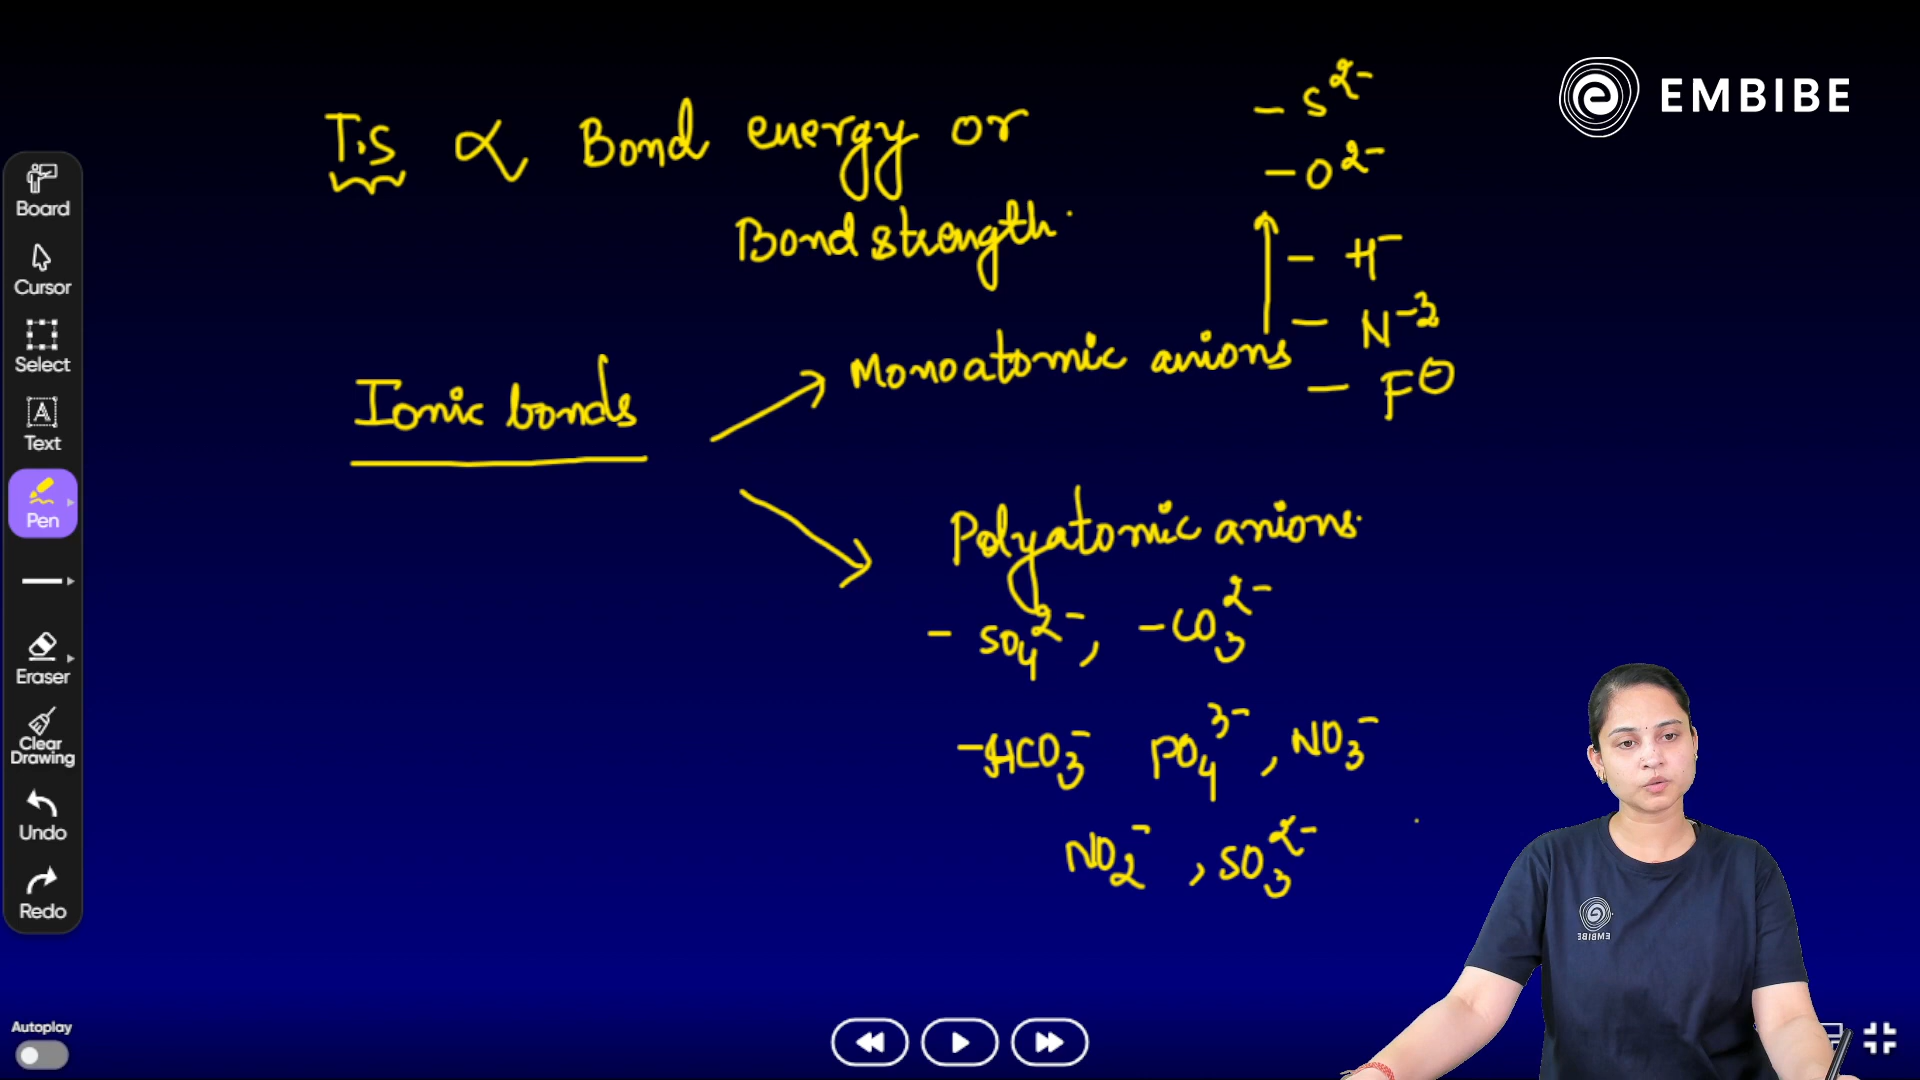 EMBIBE
T.S ∝ Bond energy or
Bond strength.
- S²⁻
- O²⁻
- H⁻
- N⁻³
- F⊖
Ionic bonds
Monoatomic anions
Polyatomic anions.
- SO₄²⁻, - CO₃²⁻
- HCO₃⁻ PO₄³⁻, NO₃⁻
NO₂⁻, SO₃²⁻
Board
Cursor
Select
Text
Pen
Eraser
Clear
Drawing
Undo
Redo
Autoplay
EMBIBE